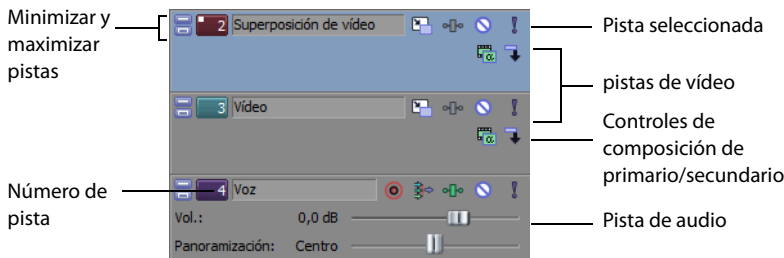 Minimizar y
maximizar
pistas
2 Superposición de vídeo
Pista seleccionada
α
pistas de vídeo
3 Vídeo
α
Controles de
composición de
primario/secundario
Número de
pista
4 Voz
Vol.: 0,0 dB
Pista de audio
Panoramización: Centro